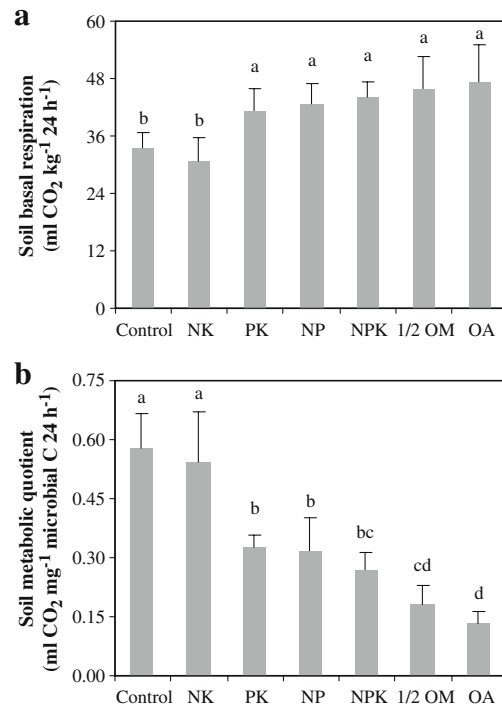 a
Soil basal respiration
(ml CO₂ kg⁻¹ 24 h⁻¹)
60
48
36
24
12
0
b b a a a a a
Control NK PK NP NPK 1/2 OM OA
b
Soil metabolic quotient
(ml CO₂ mg⁻¹ microbial C 24 h⁻¹)
0.75
0.60
0.45
0.30
0.15
0.00
a a b b bc cd d
Control NK PK NP NPK 1/2 OM OA